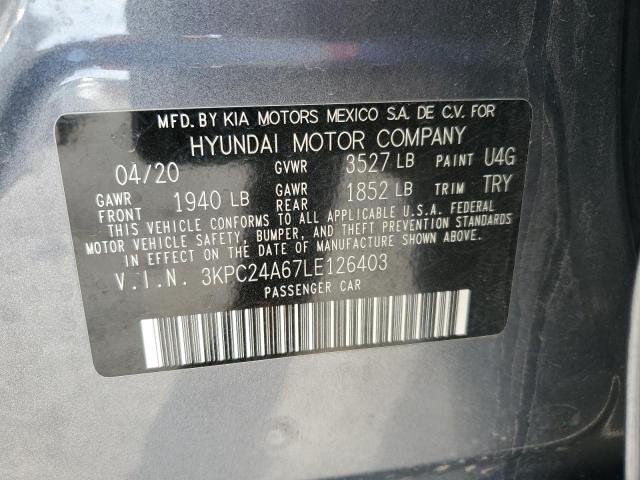 MFD. BY KIA MOTORS MEXICO S.A. DE C.V. FOR
HYUNDAI MOTOR COMPANY
04/20 GVWR 3527 LB PAINT U4G
GAWR FRONT 1940 LB GAWR REAR 1852 LB TRIM TRY
THIS VEHICLE CONFORMS TO ALL APPLICABLE U.S.A. FEDERAL
MOTOR VEHICLE SAFETY, BUMPER, AND THEFT PREVENTION STANDARDS
IN EFFECT ON THE DATE OF MANUFACTURE SHOWN ABOVE.
V.I.N. 3KPC24A67LE126403
PASSENGER CAR